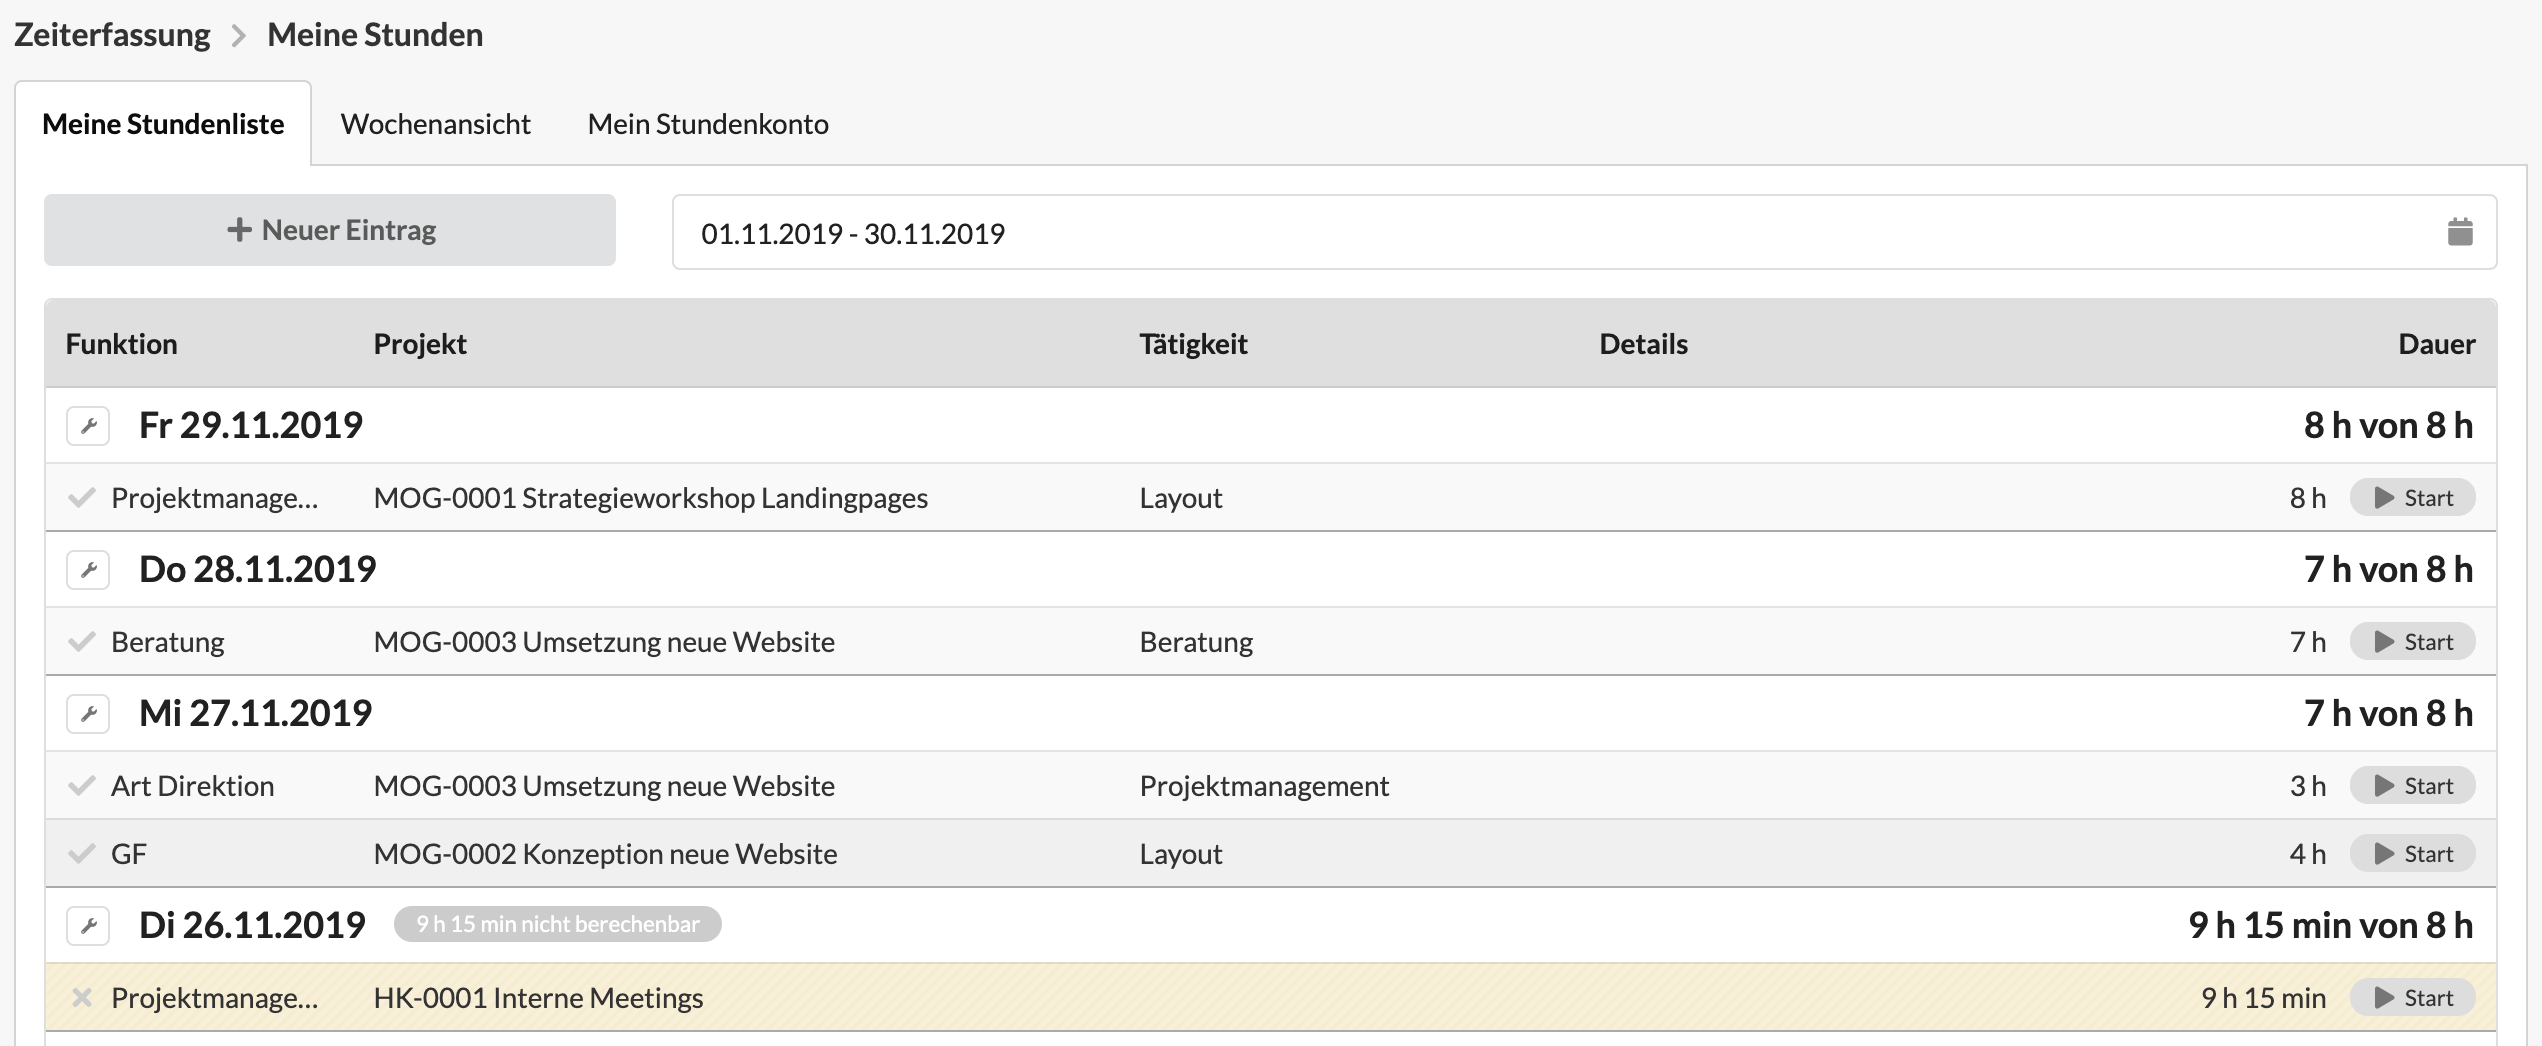 Zeiterfassung > Meine Stunden
Meine Stundenliste Wochenansicht Mein Stundenkonto
+ Neuer Eintrag 01.11.2019 - 30.11.2019
Funktion Projekt Tätigkeit Details Dauer
Fr 29.11.2019 8 h von 8 h
Projektmanage... MOG-0001 Strategieworkshop Landingpages Layout 8 h Start
Do 28.11.2019 7 h von 8 h
Beratung MOG-0003 Umsetzung neue Website Beratung 7 h Start
Mi 27.11.2019 7 h von 8 h
Art Direktion MOG-0003 Umsetzung neue Website Projektmanagement 3 h Start
GF MOG-0002 Konzeption neue Website Layout 4 h Start
Di 26.11.2019 9 h 15 min nicht berechenbar 9 h 15 min von 8 h
Projektmanage... HK-0001 Interne Meetings 9 h 15 min Start